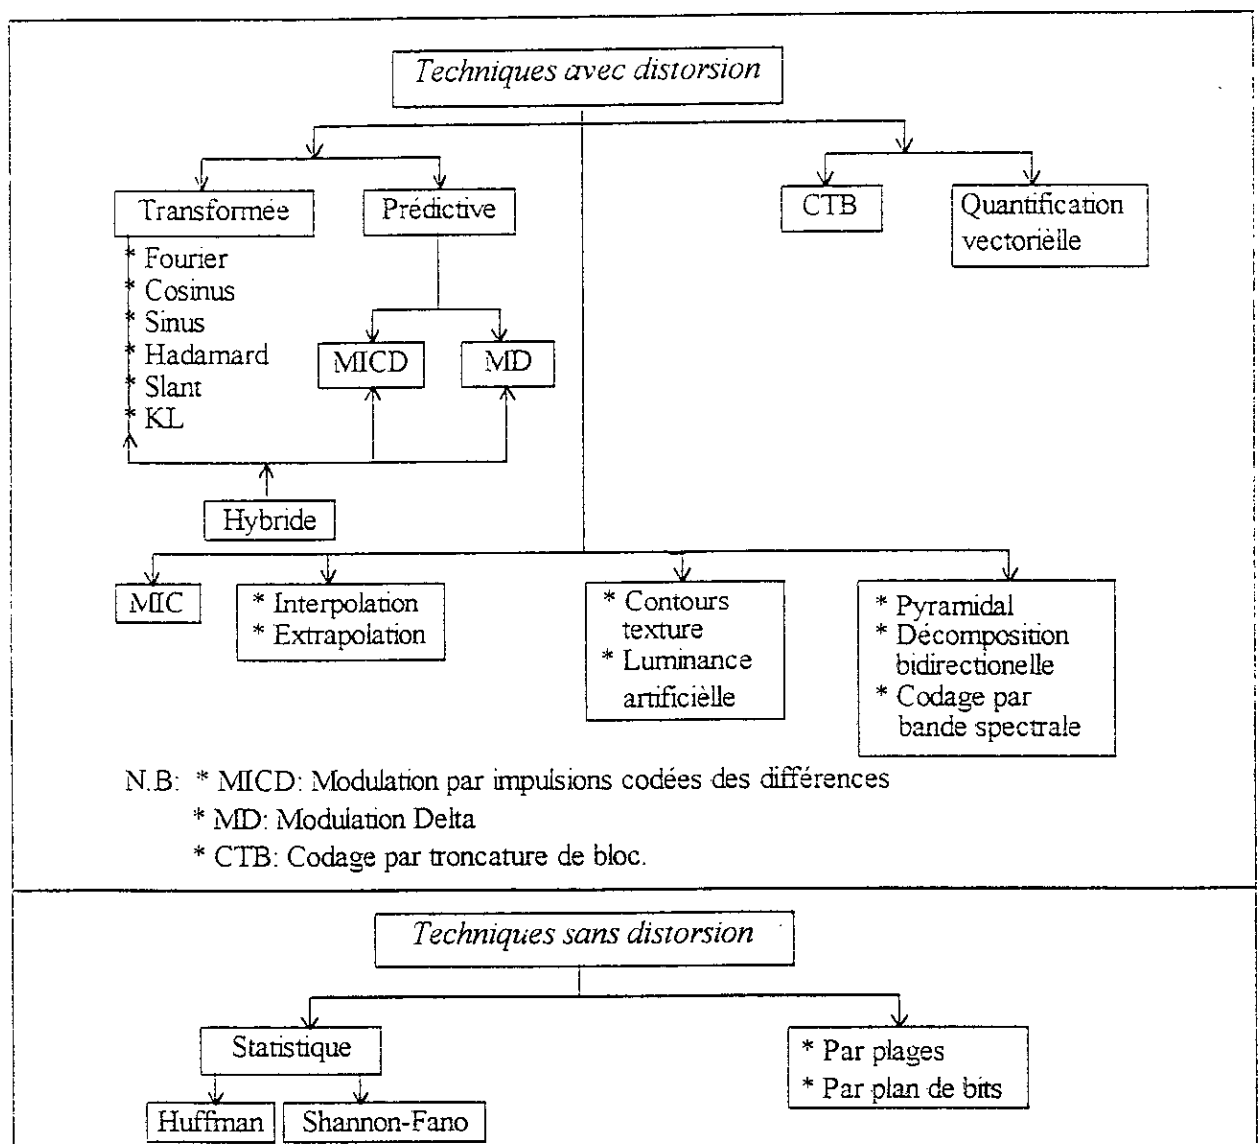 Techniques avec distorsion
Transformée
Prédictive
CTB
Quantification
vectorièlle
* Fourier
* Cosinus
* Sinus
* Hadamard
* Slant
* KL
MICD
MD
Hybride
MIC
* Interpolation
* Extrapolation
* Contours
texture
* Luminance
artificièlle
* Pyramidal
* Décomposition
bidirectionelle
* Codage par
bande spectrale
N.B: * MICD: Modulation par impulsions codées des différences
* MD: Modulation Delta
* CTB: Codage par troncature de bloc.
Techniques sans distorsion
Statistique
* Par plages
* Par plan de bits
Huffman
Shannon-Fano